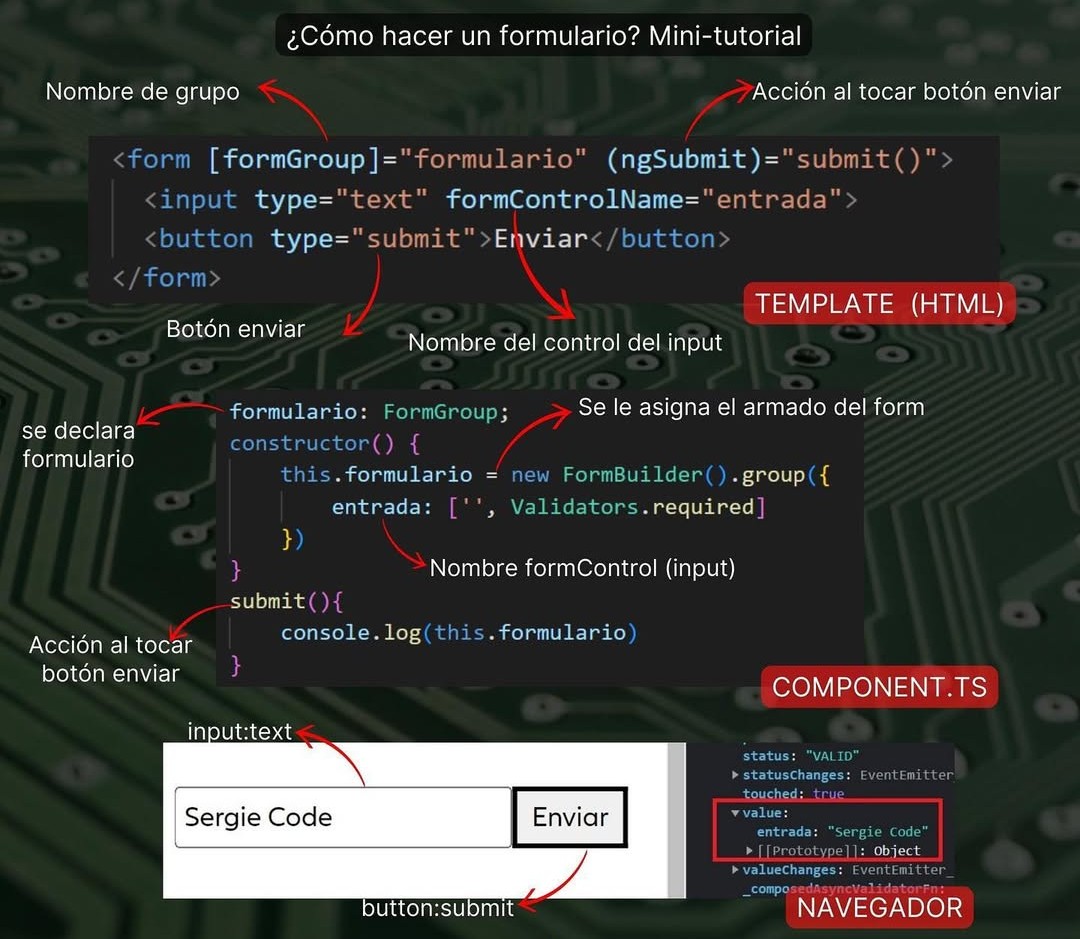 ¿Cómo hacer un formulario? Mini-tutorial
Nombre de grupo
Acción al tocar botón enviar
<form [formGroup]="formulario" (ngSubmit)="submit()">
<input type="text" formControlName="entrada">
<button type="submit">Enviar</button>
</form>
TEMPLATE (HTML)
Botón enviar
Nombre del control del input
formulario: FormGroup;
Se le asigna el armado del form
se declara
formulario
constructor() {
this.formulario = new FormBuilder().group({
entrada: ['', Validators.required]
})
Nombre formControl (input)
}
submit(){
console.log(this.formulario)
}
Acción al tocar
botón enviar
COMPONENT.TS
input:text
Sergie Code
Enviar
button:submit
status: "VALID"
statusChanges: EventEmitter
touched: true
value:
entrada: "Sergie Code"
[[Prototype]]: Object
valueChanges: EventEmitter_
_composedAsyncValidatorFn:
NAVEGADOR